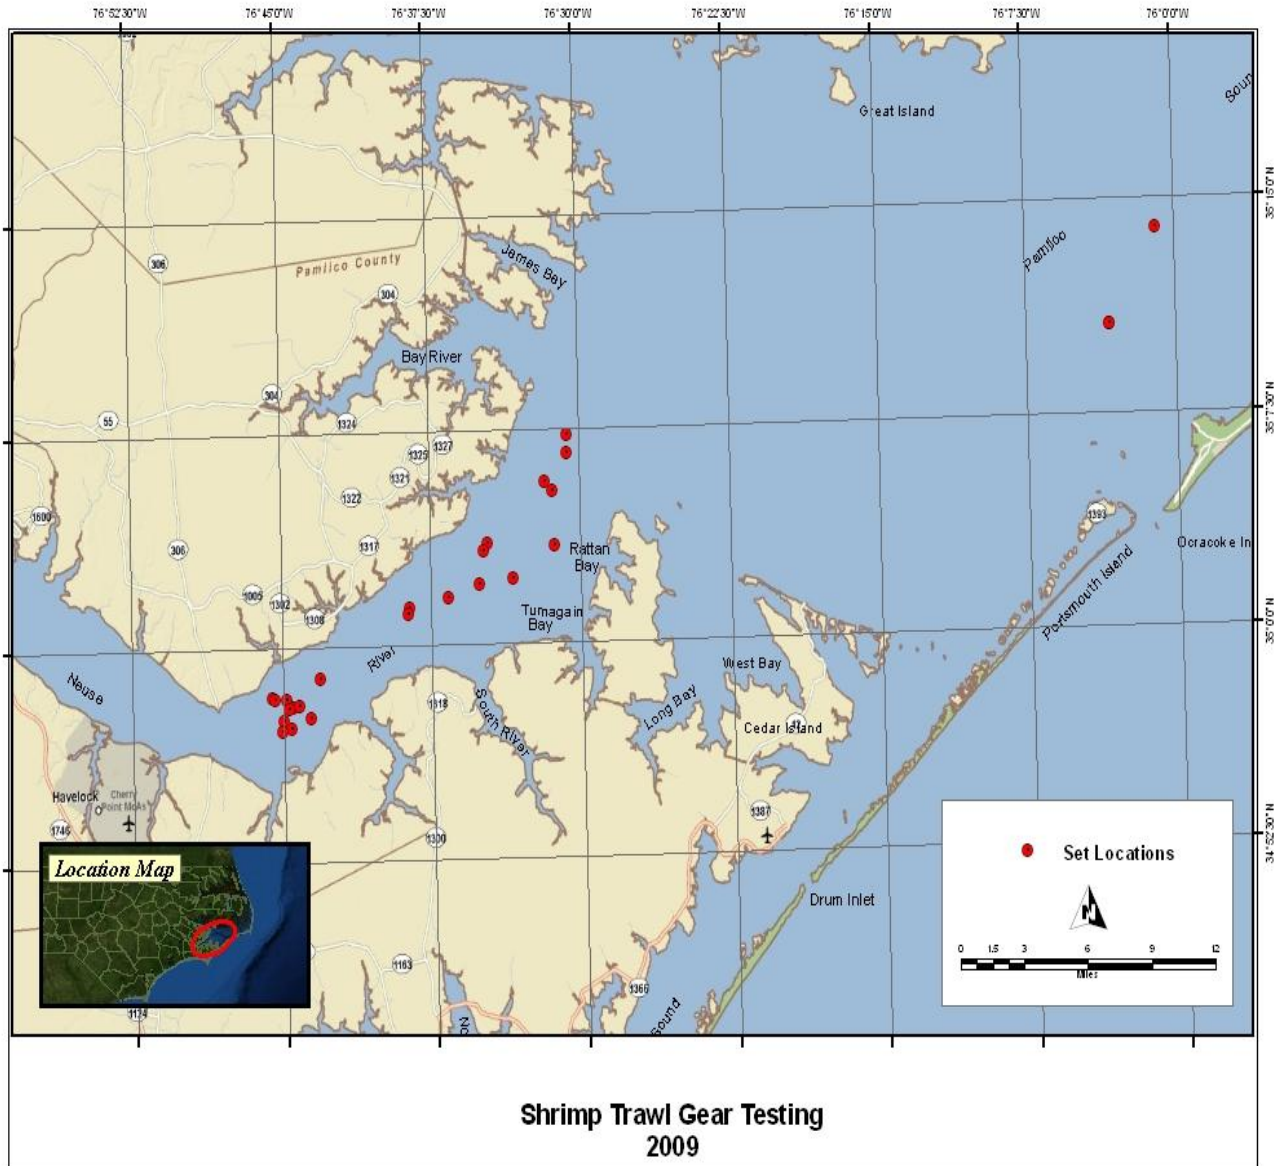 76°52'30"W 76°45'0"W 76°37'30"W 76°30'0"W 76°22'30"W 76°15'0"W 76°7'30"W 76°0'0"W
Great Island
35°15'0"N
306
Pamlico County
James Bay
Pamlico
304
Bay River
304
55
1324
1327
1325
1321
1322
35°7'30"N
1600
306
1317
1393
Rattan
Bay
Ocracoke In
1005
1302
1308
Turnagain
Bay
Portsmouth Island
35°0'0"N
River
Neuse
West Bay
1318
South River
Long Bay
Cedar Island
12
Havelock
Cherry
Point McAs
1387
1746
1300
34°52'30"N
Set Locations
Location Map
Drum Inlet
N
0 1.5 3 6 9 12
Miles
1163
1366
1124
Sound
No
Shrimp Trawl Gear Testing
2009